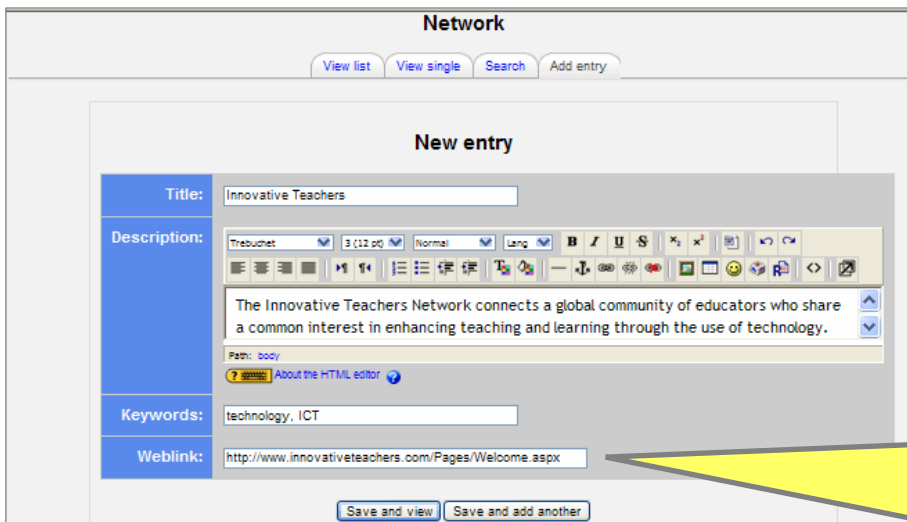 Network
View list View single Search Add entry
New entry
Title: Innovative Teachers
Description:
Trebuchet 3 (12 pt) Normal Lang B I U S x₂ x²
The Innovative Teachers Network connects a global community of educators who share
a common interest in enhancing teaching and learning through the use of technology.
Path: body
? About the HTML editor ?
Keywords: technology, ICT
Weblink: http://www.innovativeteachers.com/Pages/Welcome.aspx
Save and view Save and add another